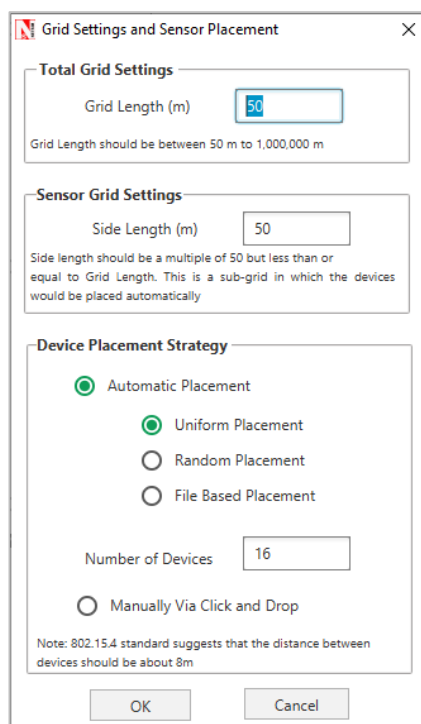 Grid Settings and Sensor Placement
Total Grid Settings
Grid Length (m) 50
Grid Length should be between 50 m to 1,000,000 m
Sensor Grid Settings
Side Length (m) 50
Side length should be a multiple of 50 but less than or
equal to Grid Length. This is a sub-grid in which the devices
would be placed automatically
Device Placement Strategy
Automatic Placement
Uniform Placement
Random Placement
File Based Placement
Number of Devices 16
Manually Via Click and Drop
Note: 802.15.4 standard suggests that the distance between
devices should be about 8m
OK Cancel